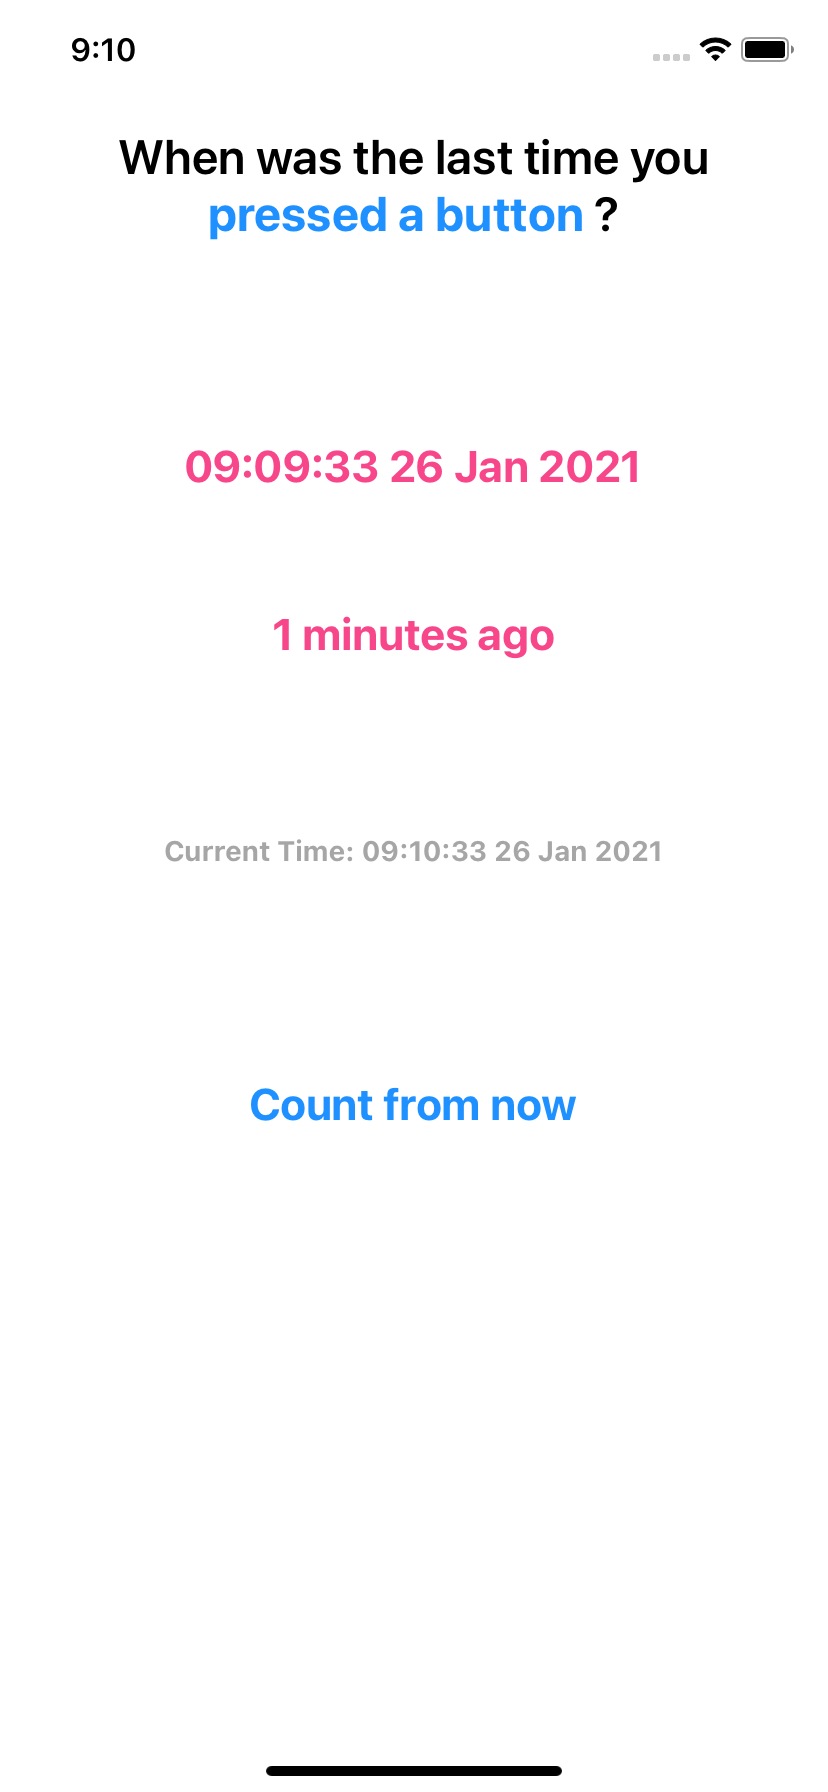 9:10
When was the last time you
pressed a button ?
09:09:33 26 Jan 2021
1 minutes ago
Current Time: 09:10:33 26 Jan 2021
Count from now